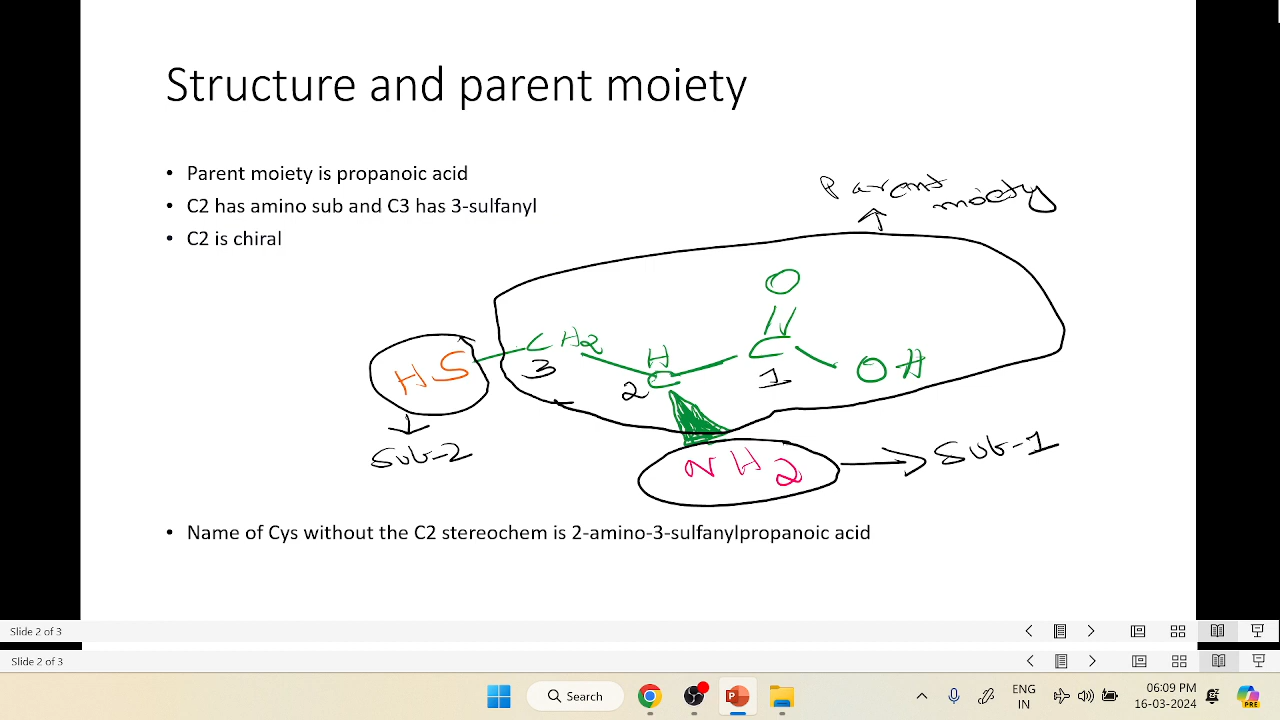 Structure and parent moiety
• Parent moiety is propanoic acid
• C2 has amino sub and C3 has 3-sulfanyl
• C2 is chiral
Parent moiety
O
HS CH2 H C C OH
3 2 1
Sub-2
NH2
Sub-1
• Name of Cys without the C2 stereochem is 2-amino-3-sulfanylpropanoic acid
Slide 2 of 3
Slide 2 of 3
Search
ENG
IN
06:09 PM
16-03-2024
PRE